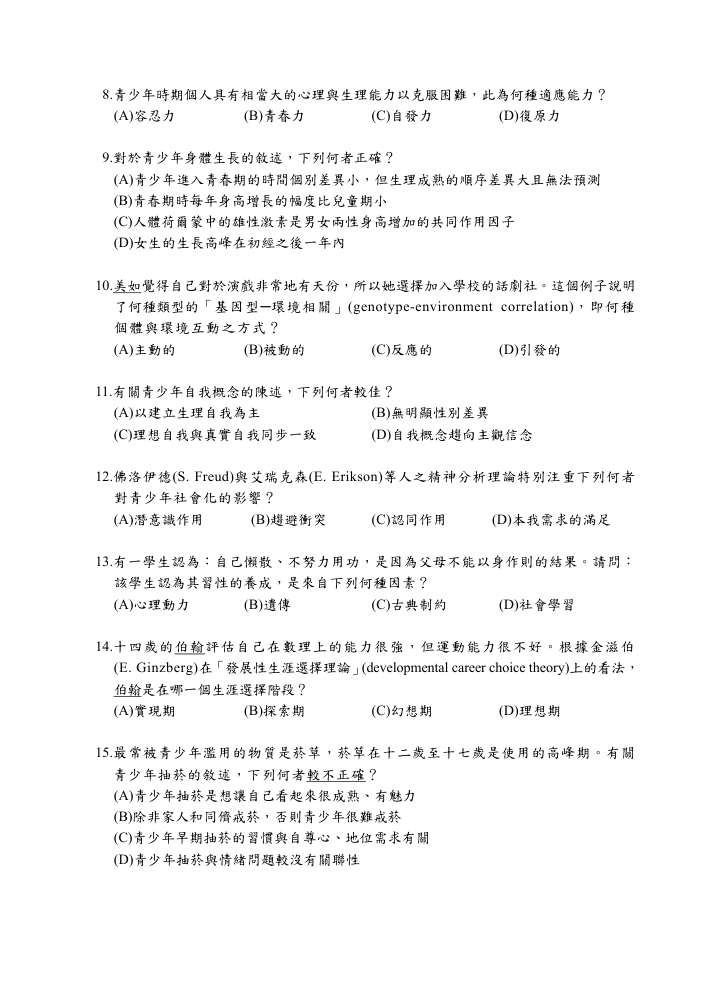 8.青少年時期個人具有相當大的心理與生理能力以克服困難，此為何種適應能力？
(A)容忍力 (B)青春力 (C)自發力 (D)復原力
9.對於青少年身體生長的敘述，下列何者正確？
(A)青少年進入青春期的時間個別差異小，但生理成熟的順序差異大且無法預測
(B)青春期時每年身高增長的幅度比兒童期小
(C)人體荷爾蒙中的雄性激素是男女兩性身高增加的共同作用因子
(D)女生的生長高峰在初經之後一年內
10.美如覺得自己對於演戲非常地有天份，所以她選擇加入學校的話劇社。這個例子說明
了何種類型的「基因型─環境相關」(genotype-environment correlation)，即何種
個體與環境互動之方式？
(A)主動的 (B)被動的 (C)反應的 (D)引發的
11.有關青少年自我概念的陳述，下列何者較佳？
(A)以建立生理自我為主 (B)無明顯性別差異
(C)理想自我與真實自我同步一致 (D)自我概念趨向主觀信念
12.佛洛伊德(S. Freud)與艾瑞克森(E. Erikson)等人之精神分析理論特別注重下列何者
對青少年社會化的影響？
(A)潛意識作用 (B)趨避衝突 (C)認同作用 (D)本我需求的滿足
13.有一學生認為：自己懶散、不努力用功，是因為父母不能以身作則的結果。請問：
該學生認為其習性的養成，是來自下列何種因素？
(A)心理動力 (B)遺傳 (C)古典制約 (D)社會學習
14.十四歲的伯翰評估自己在數理上的能力很強，但運動能力很不好。根據金滋伯
(E. Ginzberg)在「發展性生涯選擇理論」(developmental career choice theory)上的看法，
伯翰是在哪一個生涯選擇階段？
(A)實現期 (B)探索期 (C)幻想期 (D)理想期
15.最常被青少年濫用的物質是菸草，菸草在十二歲至十七歲是使用的高峰期。有關
青少年抽菸的敘述，下列何者較不正確？
(A)青少年抽菸是想讓自己看起來很成熟、有魅力
(B)除非家人和同儕戒菸，否則青少年很難戒菸
(C)青少年早期抽菸的習慣與自尊心、地位需求有關
(D)青少年抽菸與情緒問題較沒有關聯性